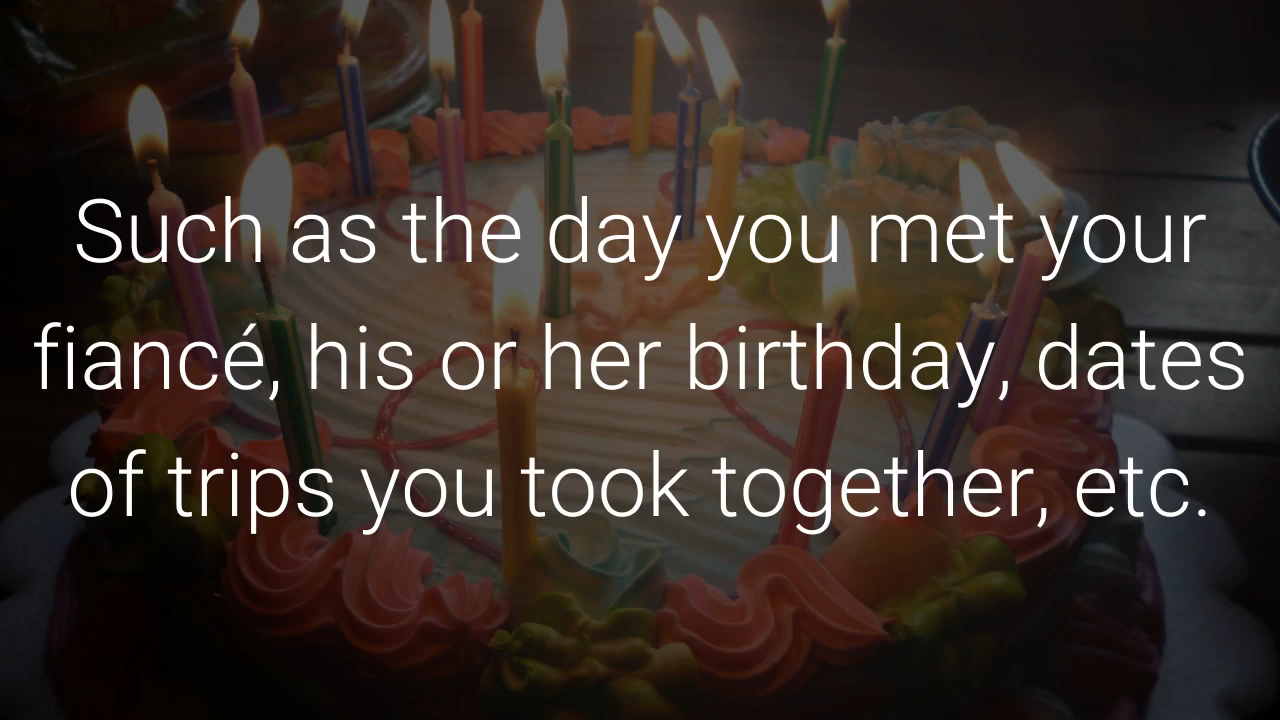 Such as the day you met your
fiancé, his or her birthday, dates
of trips you took together, etc.